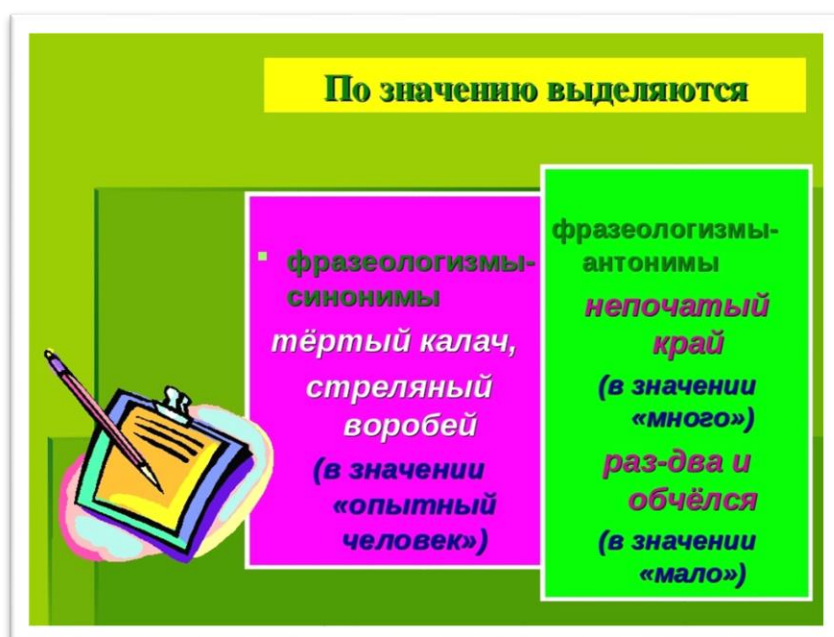 По значению выделяются
фразеологизмы-
синонимы
тёртый калач,
стреляный
воробей
(в значении
«опытный
человек»)
фразеологизмы-
антонимы
непочатый
край
(в значении
«много»)
раз-два и
обчёлся
(в значении
«мало»)